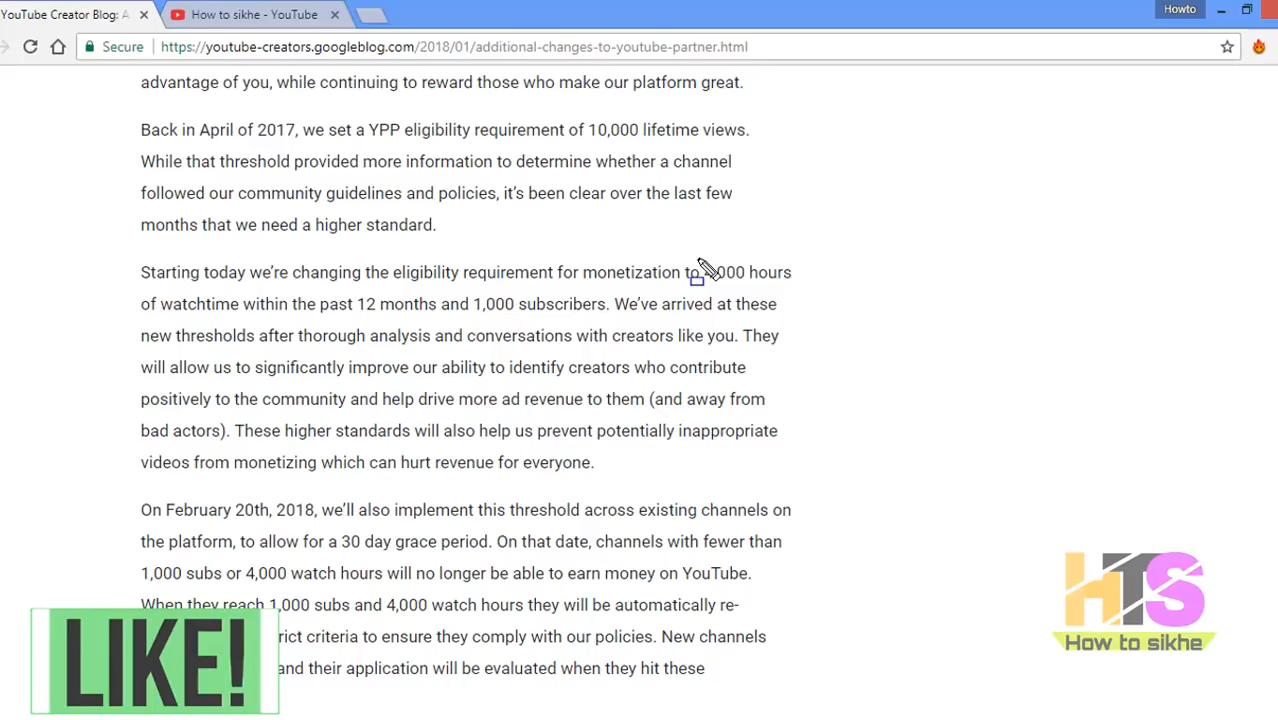 YouTube Creator Blog: A
How to sikhe - YouTube
Howto
Secure
https://youtube-creators.googleblog.com/2018/01/additional-changes-to-youtube-partner.html
advantage of you, while continuing to reward those who make our platform great.
Back in April of 2017, we set a YPP eligibility requirement of 10,000 lifetime views.
While that threshold provided more information to determine whether a channel
followed our community guidelines and policies, it’s been clear over the last few
months that we need a higher standard.
Starting today we’re changing the eligibility requirement for monetization to 4,000 hours
of watchtime within the past 12 months and 1,000 subscribers. We’ve arrived at these
new thresholds after thorough analysis and conversations with creators like you. They
will allow us to significantly improve our ability to identify creators who contribute
positively to the community and help drive more ad revenue to them (and away from
bad actors). These higher standards will also help us prevent potentially inappropriate
videos from monetizing which can hurt revenue for everyone.
On February 20th, 2018, we’ll also implement this threshold across existing channels on
the platform, to allow for a 30 day grace period. On that date, channels with fewer than
1,000 subs or 4,000 watch hours will no longer be able to earn money on YouTube.
When they reach 1,000 subs and 4,000 watch hours they will be automatically re-
criteria to ensure they comply with our policies. New channels
and their application will be evaluated when they hit these
LIKE!
HTS
How to sikhe